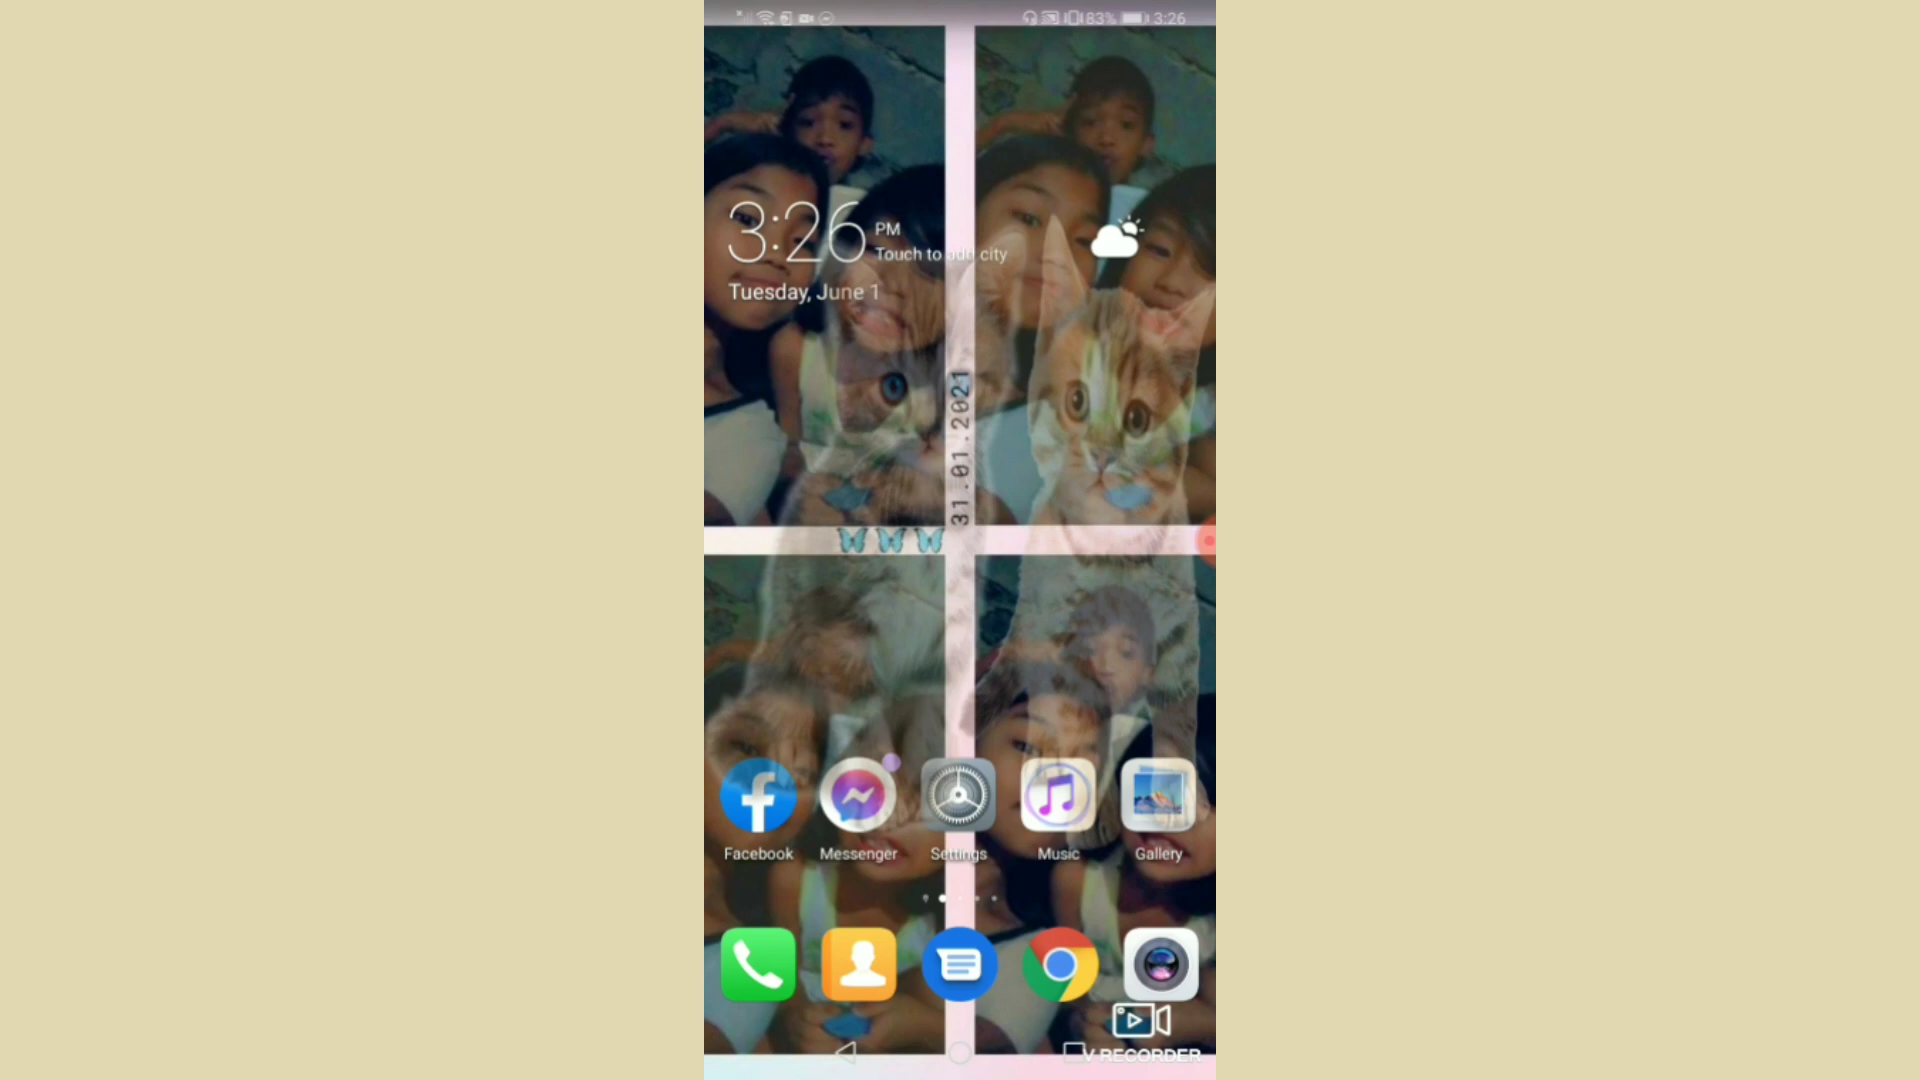 83% 3:26
3:26 PM
Touch to add city
Tuesday, June 1
31.01.2021
Facebook
Messenger
Settings
Music
Gallery
V RECORDER